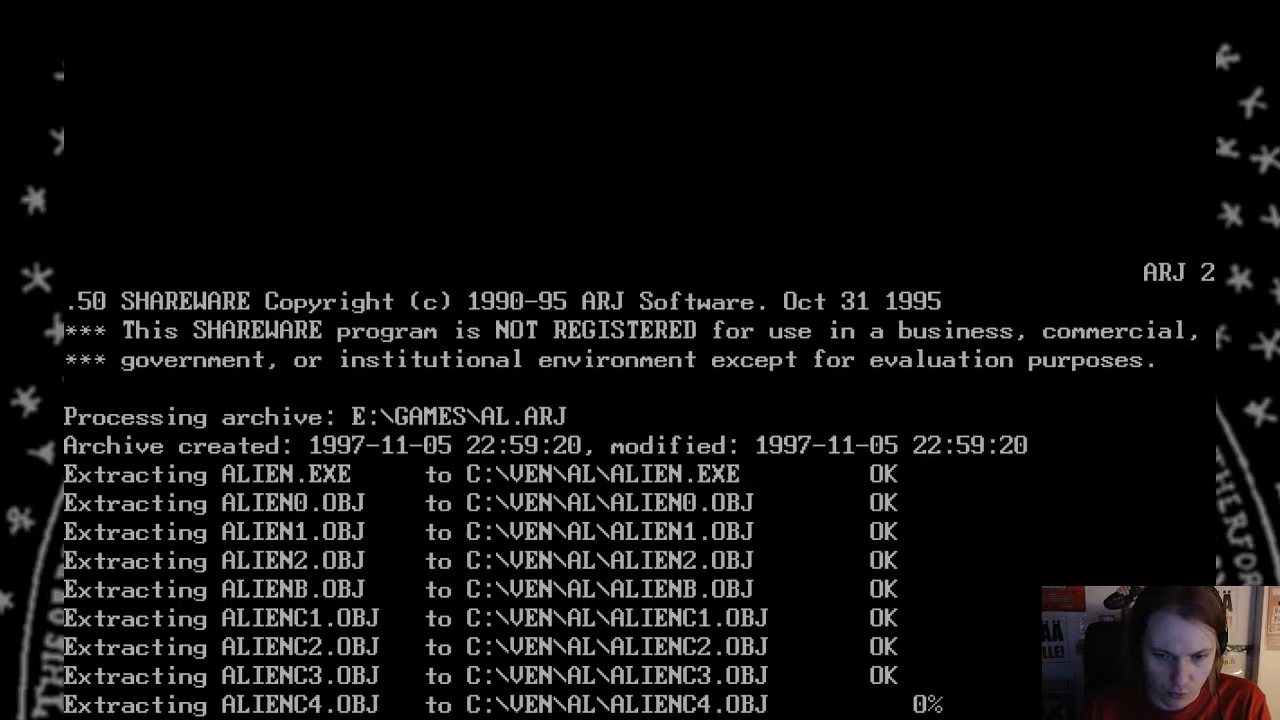 ARJ 2
.50 SHAREWARE Copyright (c) 1990-95 ARJ Software. Oct 31 1995
*** This SHAREWARE program is NOT REGISTERED for use in a business, commercial,
*** government, or institutional environment except for evaluation purposes.
Processing archive: E:\GAMES\AL.ARJ
Archive created: 1997-11-05 22:59:20, modified: 1997-11-05 22:59:20
Extracting ALIEN.EXE to C:\VEN\AL\ALIEN.EXE OK
Extracting ALIEN0.OBJ to C:\VEN\AL\ALIEN0.OBJ OK
Extracting ALIEN1.OBJ to C:\VEN\AL\ALIEN1.OBJ OK
Extracting ALIEN2.OBJ to C:\VEN\AL\ALIEN2.OBJ OK
Extracting ALIENB.OBJ to C:\VEN\AL\ALIENB.OBJ OK
Extracting ALIENC1.OBJ to C:\VEN\AL\ALIENC1.OBJ OK
Extracting ALIENC2.OBJ to C:\VEN\AL\ALIENC2.OBJ OK
Extracting ALIENC3.OBJ to C:\VEN\AL\ALIENC3.OBJ OK
Extracting ALIENC4.OBJ to C:\VEN\AL\ALIENC4.OBJ 0%